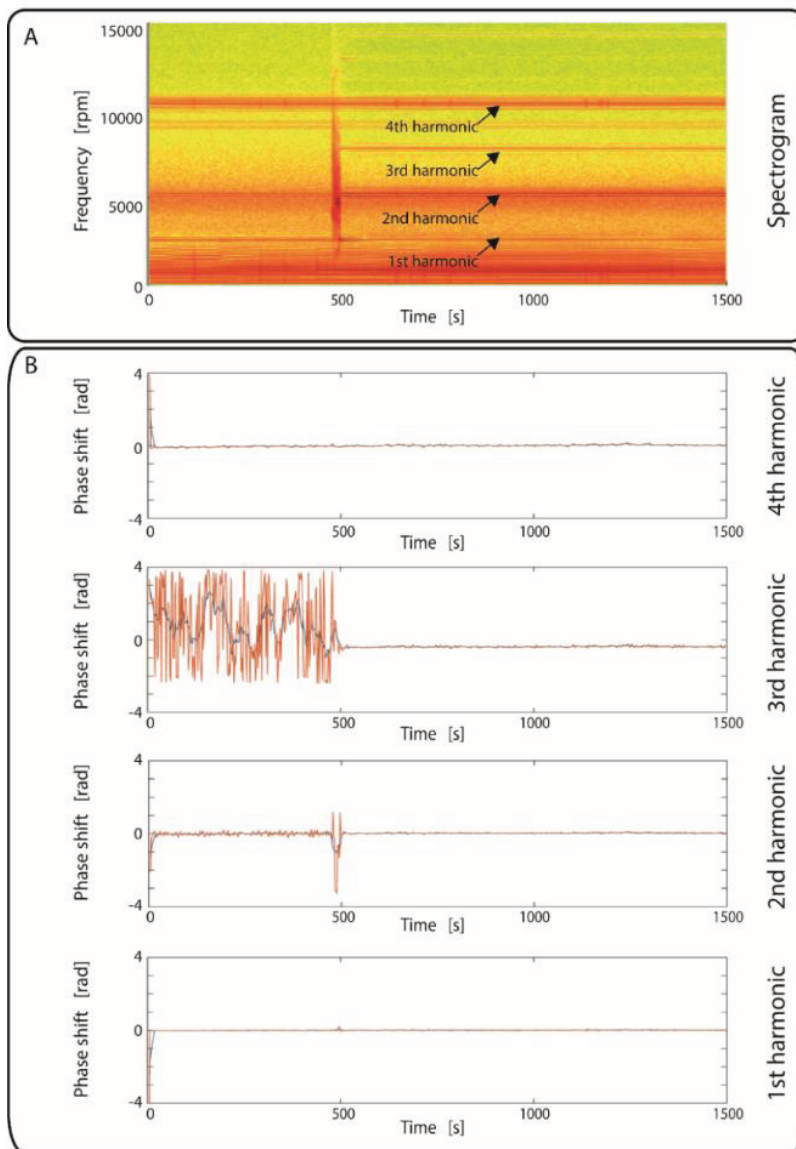 A
15000
10000
5000
0
Frequency [rpm]
4th harmonic
3rd harmonic
2nd harmonic
1st harmonic
0
500
1000
1500
Time [s]
Spectrogram
B
4
0
-4
Phase shift [rad]
0
500
1000
1500
Time [s]
4th harmonic
4
0
-4
Phase shift [rad]
0
500
1000
1500
Time [s]
3rd harmonic
4
0
-4
Phase shift [rad]
0
500
1000
1500
Time [s]
2nd harmonic
4
0
-4
Phase shift [rad]
0
500
1000
1500
Time [s]
1st harmonic